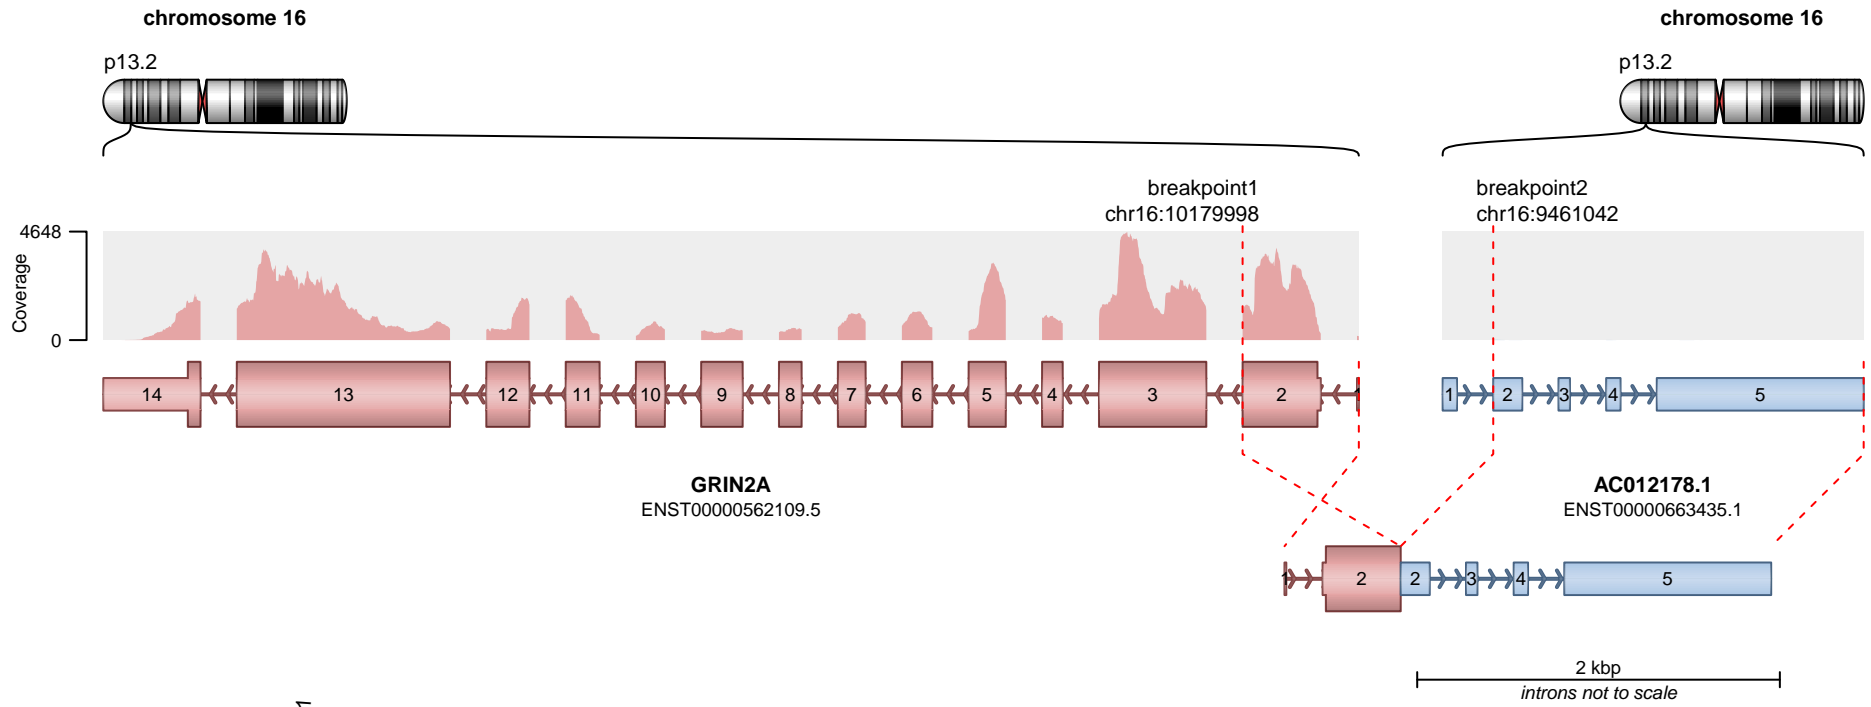 chromosome 16
chromosome 16
p13.2
p13.2
breakpoint1
chr16:10179998
breakpoint2
chr16:9461042
4648
Coverage
0
14 13 12 11 10 9 8 7 6 5 4 3 2 1
1 2 3 4 5
GRIN2A
ENST00000562109.5
AC012178.1
ENST00000663435.1
1 2 2 3 4 5
2 kbp
introns not to scale